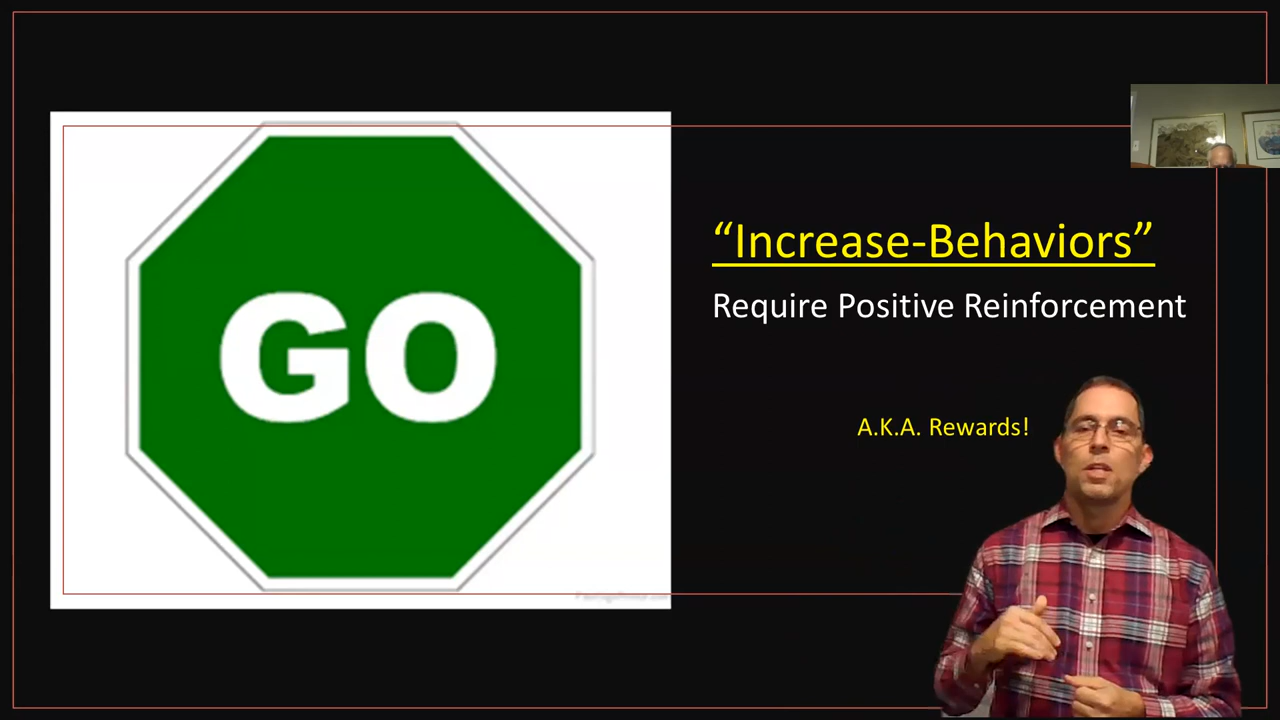 GO
“Increase-Behaviors”
Require Positive Reinforcement
A.K.A. Rewards!